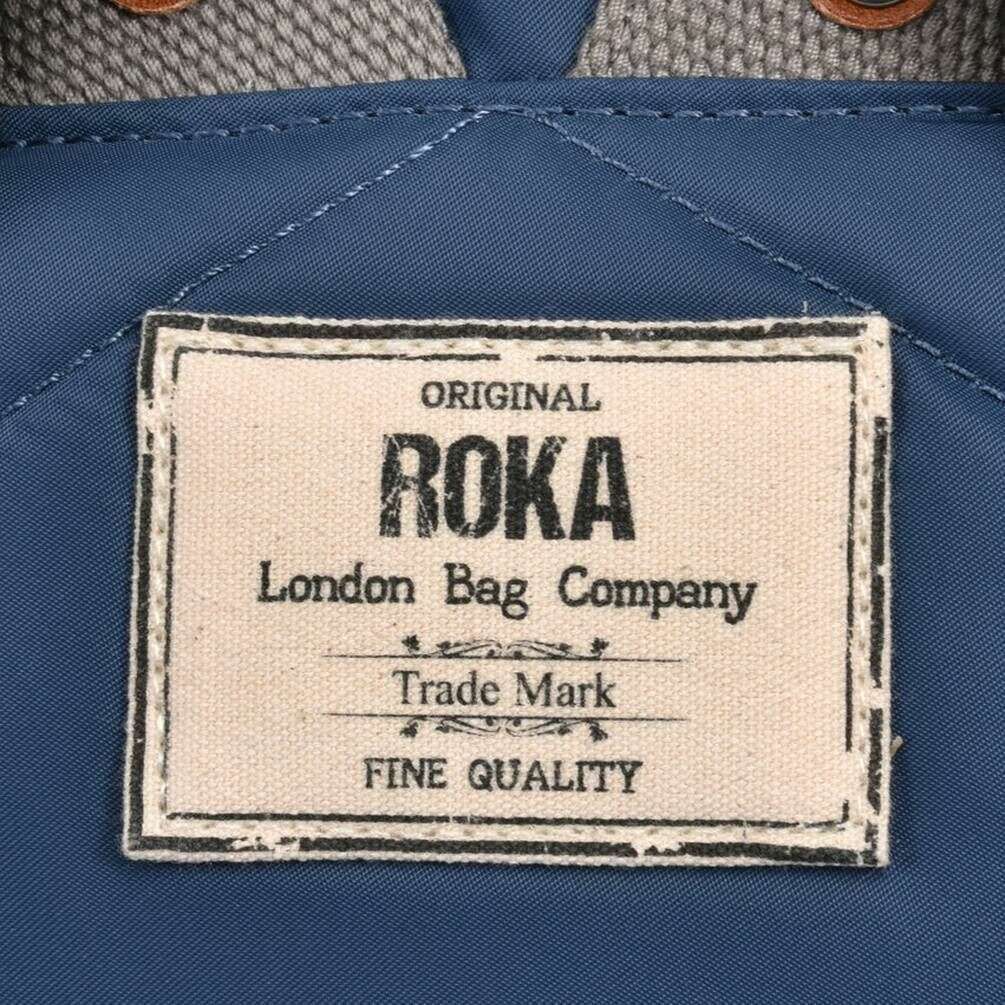 ORIGINAL
ROKA
London Bag Company
Trade Mark
FINE QUALITY